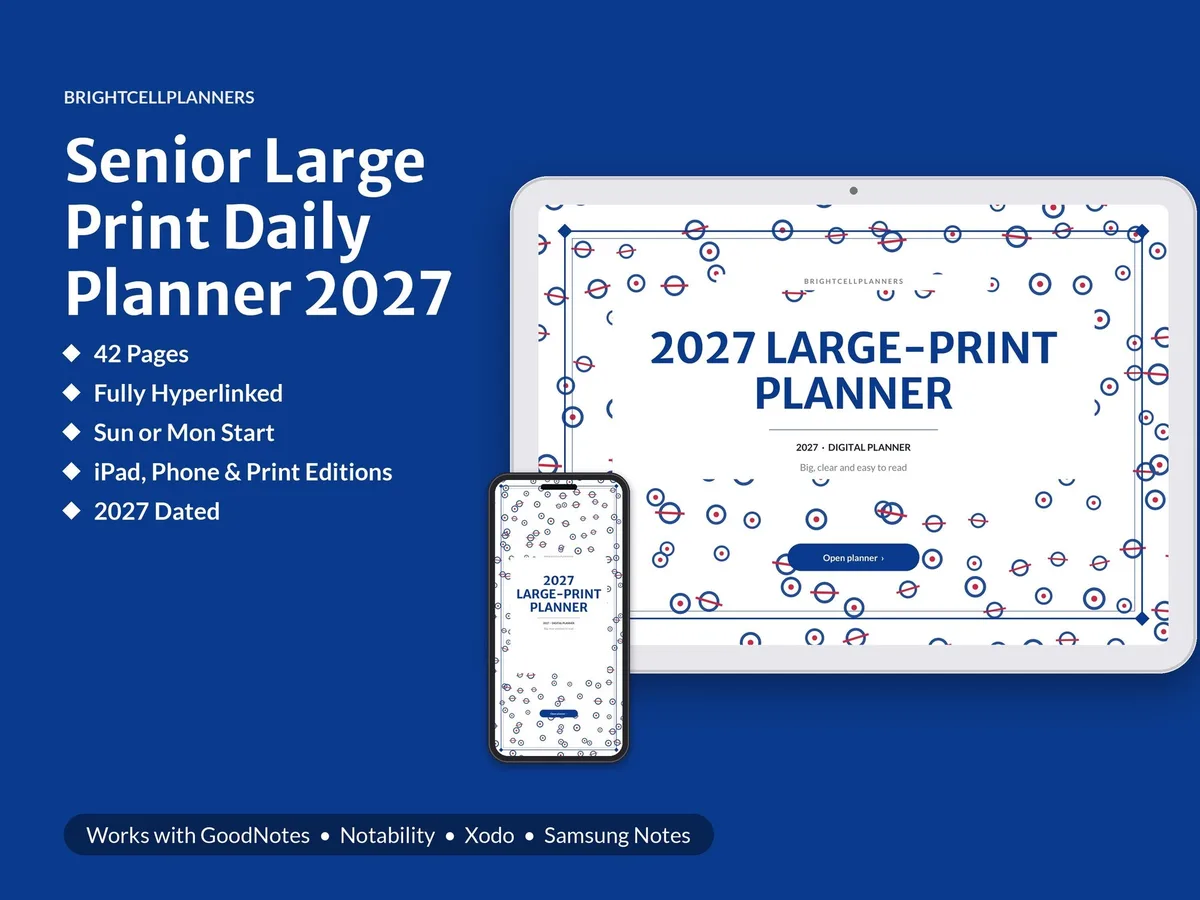 BRIGHTCELLPLANNERS
Senior Large
Print Daily
Planner 2027
42 Pages
Fully Hyperlinked
Sun or Mon Start
iPad, Phone & Print Editions
2027 Dated
BRIGHTCELLPLANNERS
2027 LARGE-PRINT
PLANNER
2027 · DIGITAL PLANNER
Big, clear and easy to read
Open planner ›
2027
LARGE-PRINT
PLANNER
Works with GoodNotes • Notability • Xodo • Samsung Notes